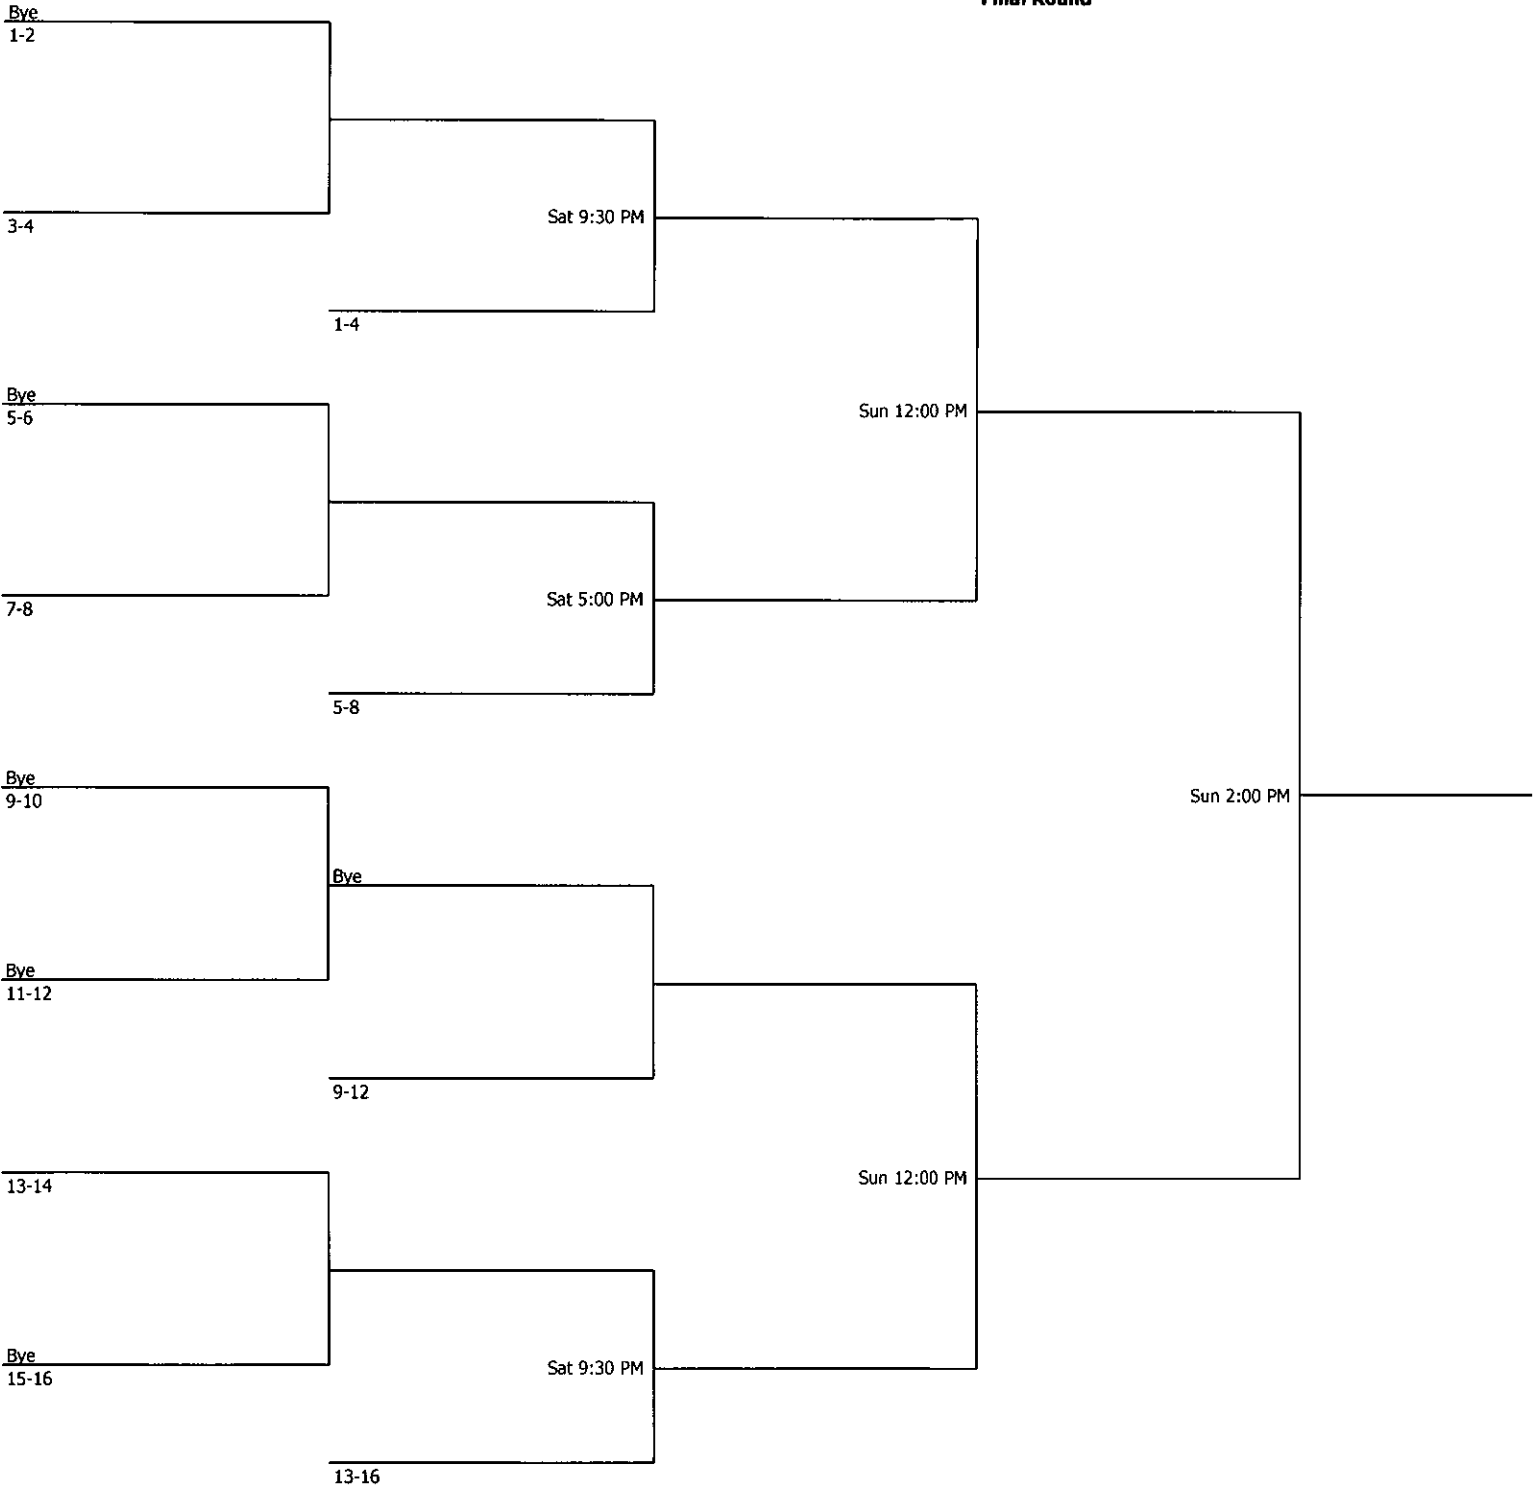 Final Round
Bye
1-2
3-4
Sat 9:30 PM
1-4
Bye
5-6
Sun 12:00 PM
7-8
Sat 5:00 PM
5-8
Bye
9-10
Sun 2:00 PM
Bye
Bye
11-12
9-12
13-14
Sun 12:00 PM
Bye
15-16
Sat 9:30 PM
13-16